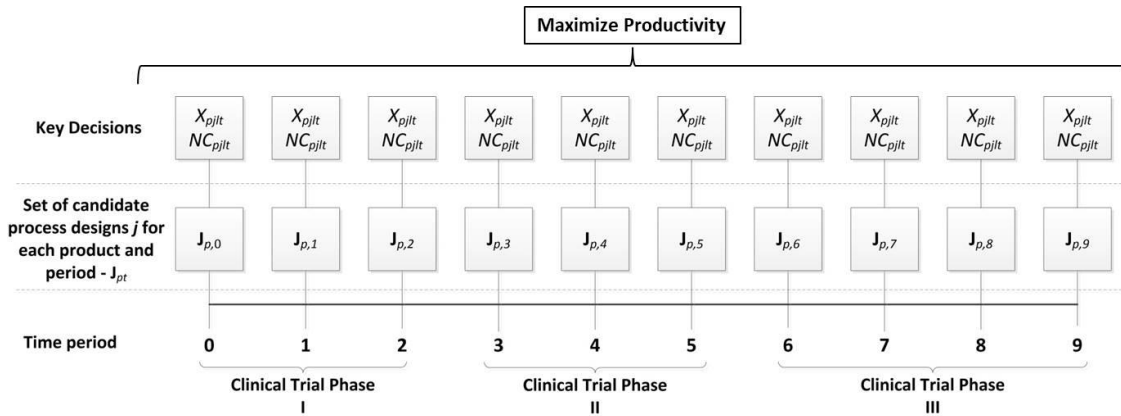 Maximize Productivity
Key Decisions
X_pjlt X_pjlt X_pjlt X_pjlt X_pjlt X_pjlt X_pjlt X_pjlt X_pjlt X_pjlt
NC_pjlt NC_pjlt NC_pjlt NC_pjlt NC_pjlt NC_pjlt NC_pjlt NC_pjlt NC_pjlt NC_pjlt
Set of candidate
process designs j for
each product and
period - J_pt
J_p,0 J_p,1 J_p,2 J_p,3 J_p,4 J_p,5 J_p,6 J_p,7 J_p,8 J_p,9
Time period 0 1 2 3 4 5 6 7 8 9
Clinical Trial Phase Clinical Trial Phase Clinical Trial Phase
I II III